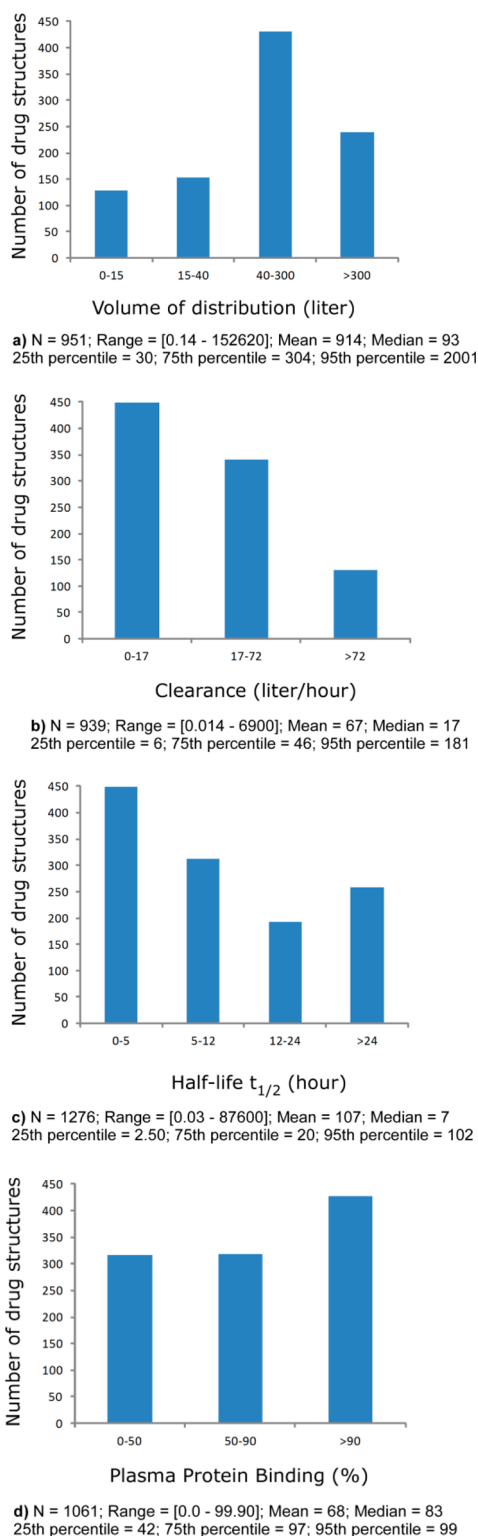 Number of drug structures
450
400
350
300
250
200
150
100
50
0
0-15 15-40 40-300 >300
Volume of distribution (liter)
a) N = 951; Range = [0.14 - 152620]; Mean = 914; Median = 93
25th percentile = 30; 75th percentile = 304; 95th percentile = 2001
Number of drug structures
450
400
350
300
250
200
150
100
50
0
0-17 17-72 >72
Clearance (liter/hour)
b) N = 939; Range = [0.014 - 6900]; Mean = 67; Median = 17
25th percentile = 6; 75th percentile = 46; 95th percentile = 181
Number of drug structures
450
400
350
300
250
200
150
100
50
0
0-5 5-12 12-24 >24
Half-life t1/2 (hour)
c) N = 1276; Range = [0.03 - 87600]; Mean = 107; Median = 7
25th percentile = 2.50; 75th percentile = 20; 95th percentile = 102
Number of drug structures
450
400
350
300
250
200
150
100
50
0
0-50 50-90 >90
Plasma Protein Binding (%)
d) N = 1061; Range = [0.0 - 99.90]; Mean = 68; Median = 83
25th percentile = 42; 75th percentile = 97; 95th percentile = 99